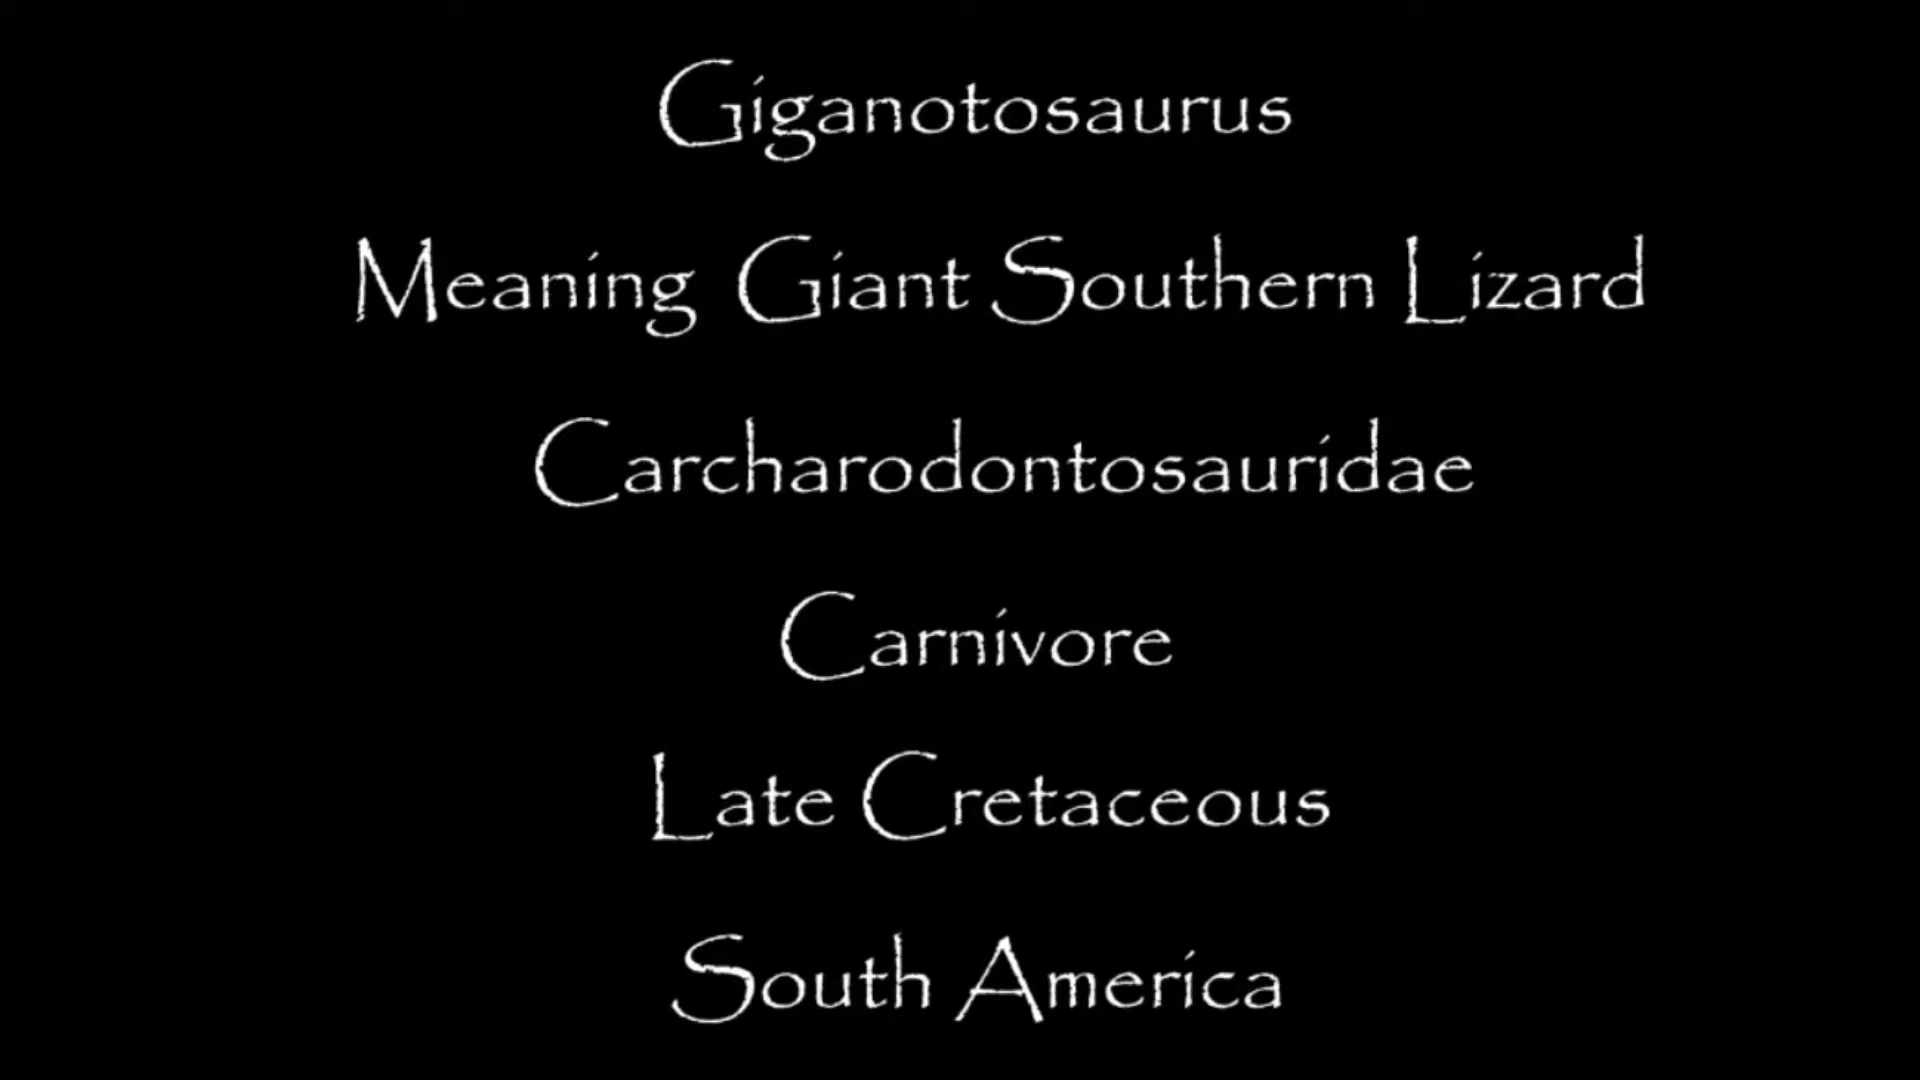 Giganotosaurus
Meaning Giant Southern Lizard
Carcharodontosauridae
Carnivore
Late Cretaceous
South America